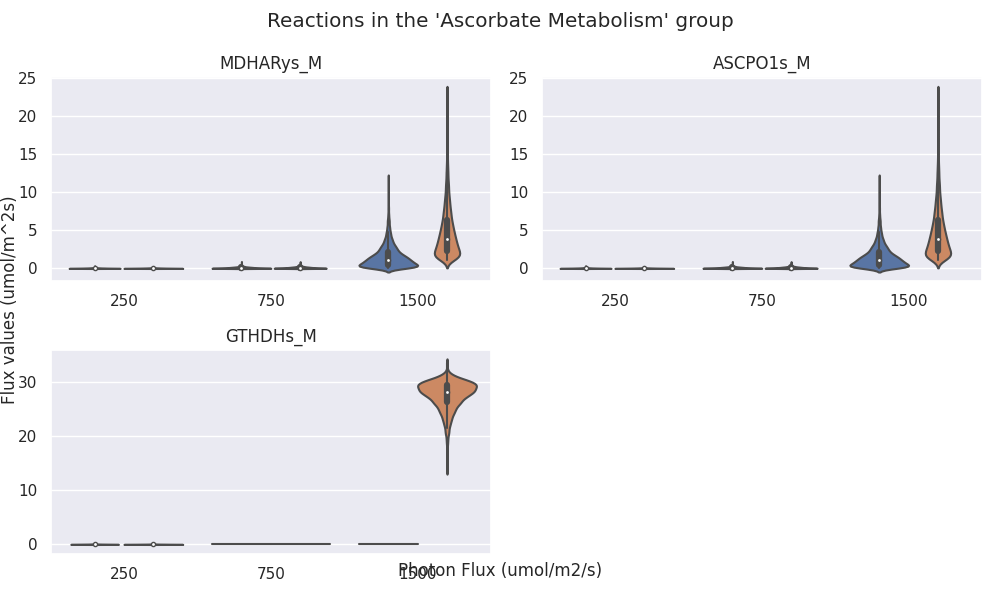 Reactions in the 'Ascorbate Metabolism' group
MDHARys_M
25
20
15
10
5
0
250 750 1500
ASCPO1s_M
25
20
15
10
5
0
250 750 1500
Flux values (umol/m^2s)
GTHDHs_M
30
20
10
0
250 750 1500
Photon Flux (umol/m2/s)